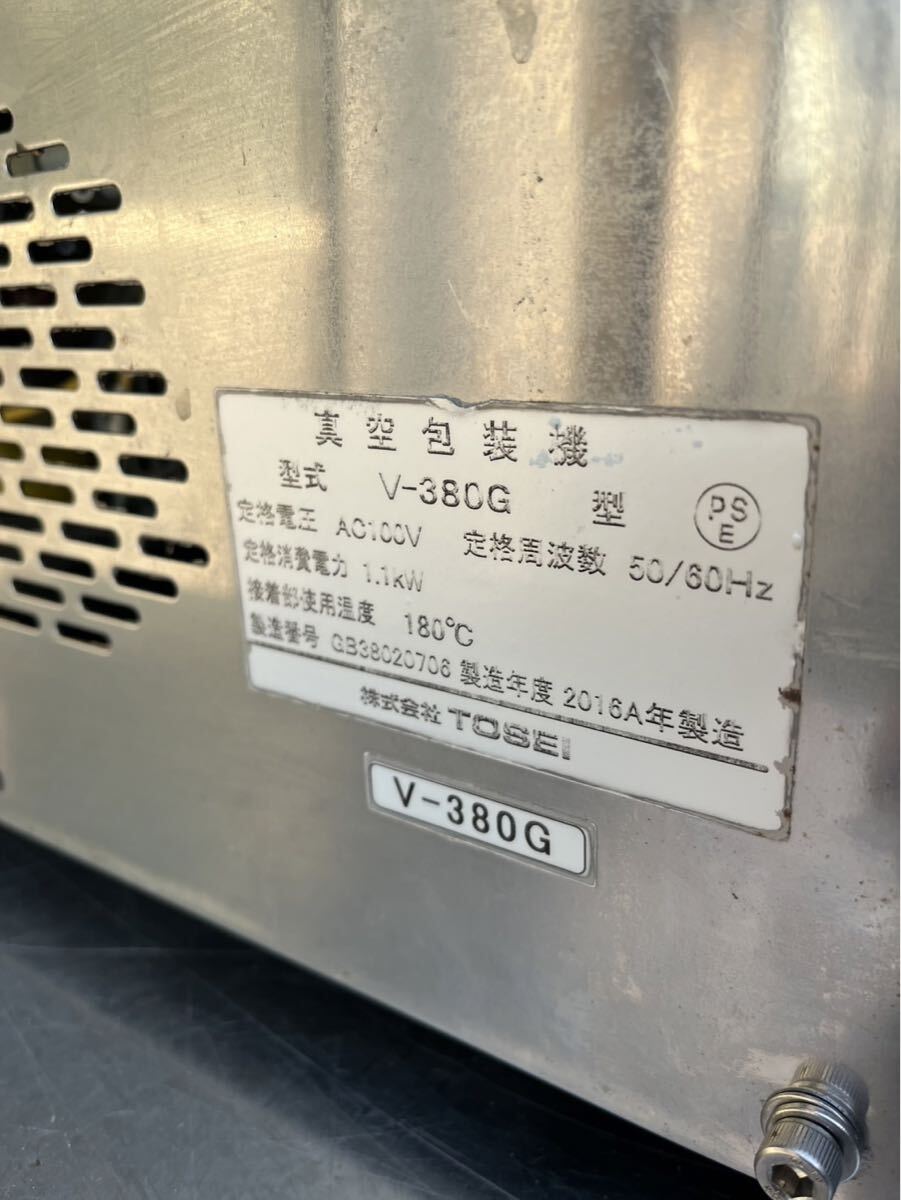 真空包装機
型式 V-380G 型 PSE
定格電圧 AC100V 定格周波数 50/60Hz
定格消費電力 1.1kW
接着部使用温度 180℃
製造番号 GB38020706 製造年度 2016A年製造
株式会社 TOSEI
V-380G